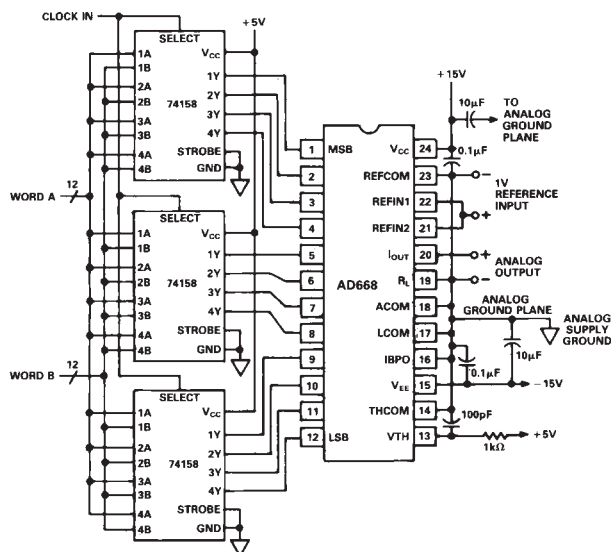 CLOCK IN
SELECT
+5V
1A
1B
2A
2B
3A
3B
4A
4B
74158
VCC
1Y
2Y
3Y
4Y
STROBE
GND
WORD A
12
SELECT
1A
1B
2A
2B
3A
3B
4A
4B
74158
VCC
1Y
2Y
3Y
4Y
STROBE
GND
WORD B
12
SELECT
1A
1B
2A
2B
3A
3B
4A
4B
74158
VCC
1Y
2Y
3Y
4Y
STROBE
GND
AD668
1 MSB
2
3
4
5
6
7
8
9
10
11
12 LSB
VCC 24
REFCOM 23
REFIN1 22
REFIN2 21
IOUT 20
RL 19
ACOM 18
LCOM 17
IBPO 16
VEE 15
THCOM 14
VTH 13
+15V
10µF
TO
ANALOG
GROUND
PLANE
0.1µF
−
1V
REFERENCE
INPUT
+
+
ANALOG
OUTPUT
−
ANALOG
GROUND PLANE
ANALOG
SUPPLY
GROUND
10µF
0.1µF
−15V
100pF
+5V
1kΩ